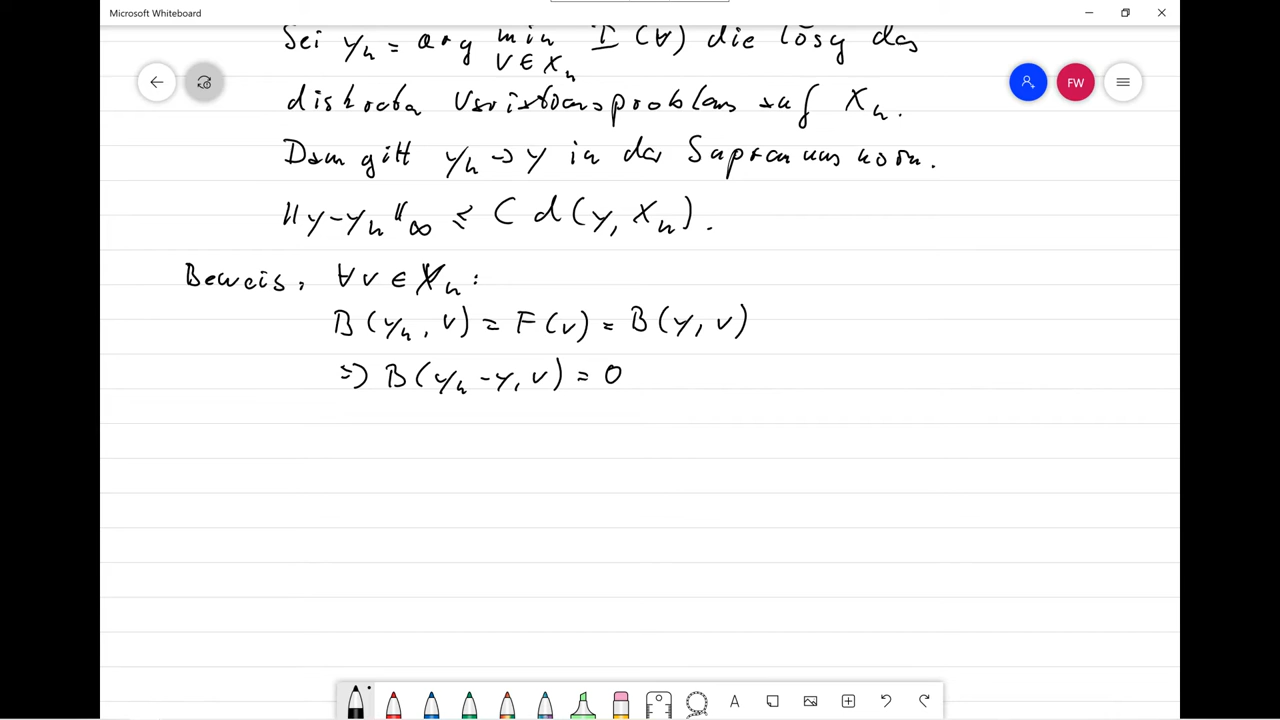 Microsoft Whiteboard
Sei y_h = arg min I(v) die Lösg des
v ∈ X_h
diskreten Variationsproblems auf X_h.
Dann gilt y_h → y in der Supremumsnorm.
||y - y_h||_∞ ≤ C d(y, X_h).
FW
Beweis, ∀v ∈ X_h:
B(y_h, v) = F(v) = B(y, v)
⇒ B(y_h - y, v) = 0
A